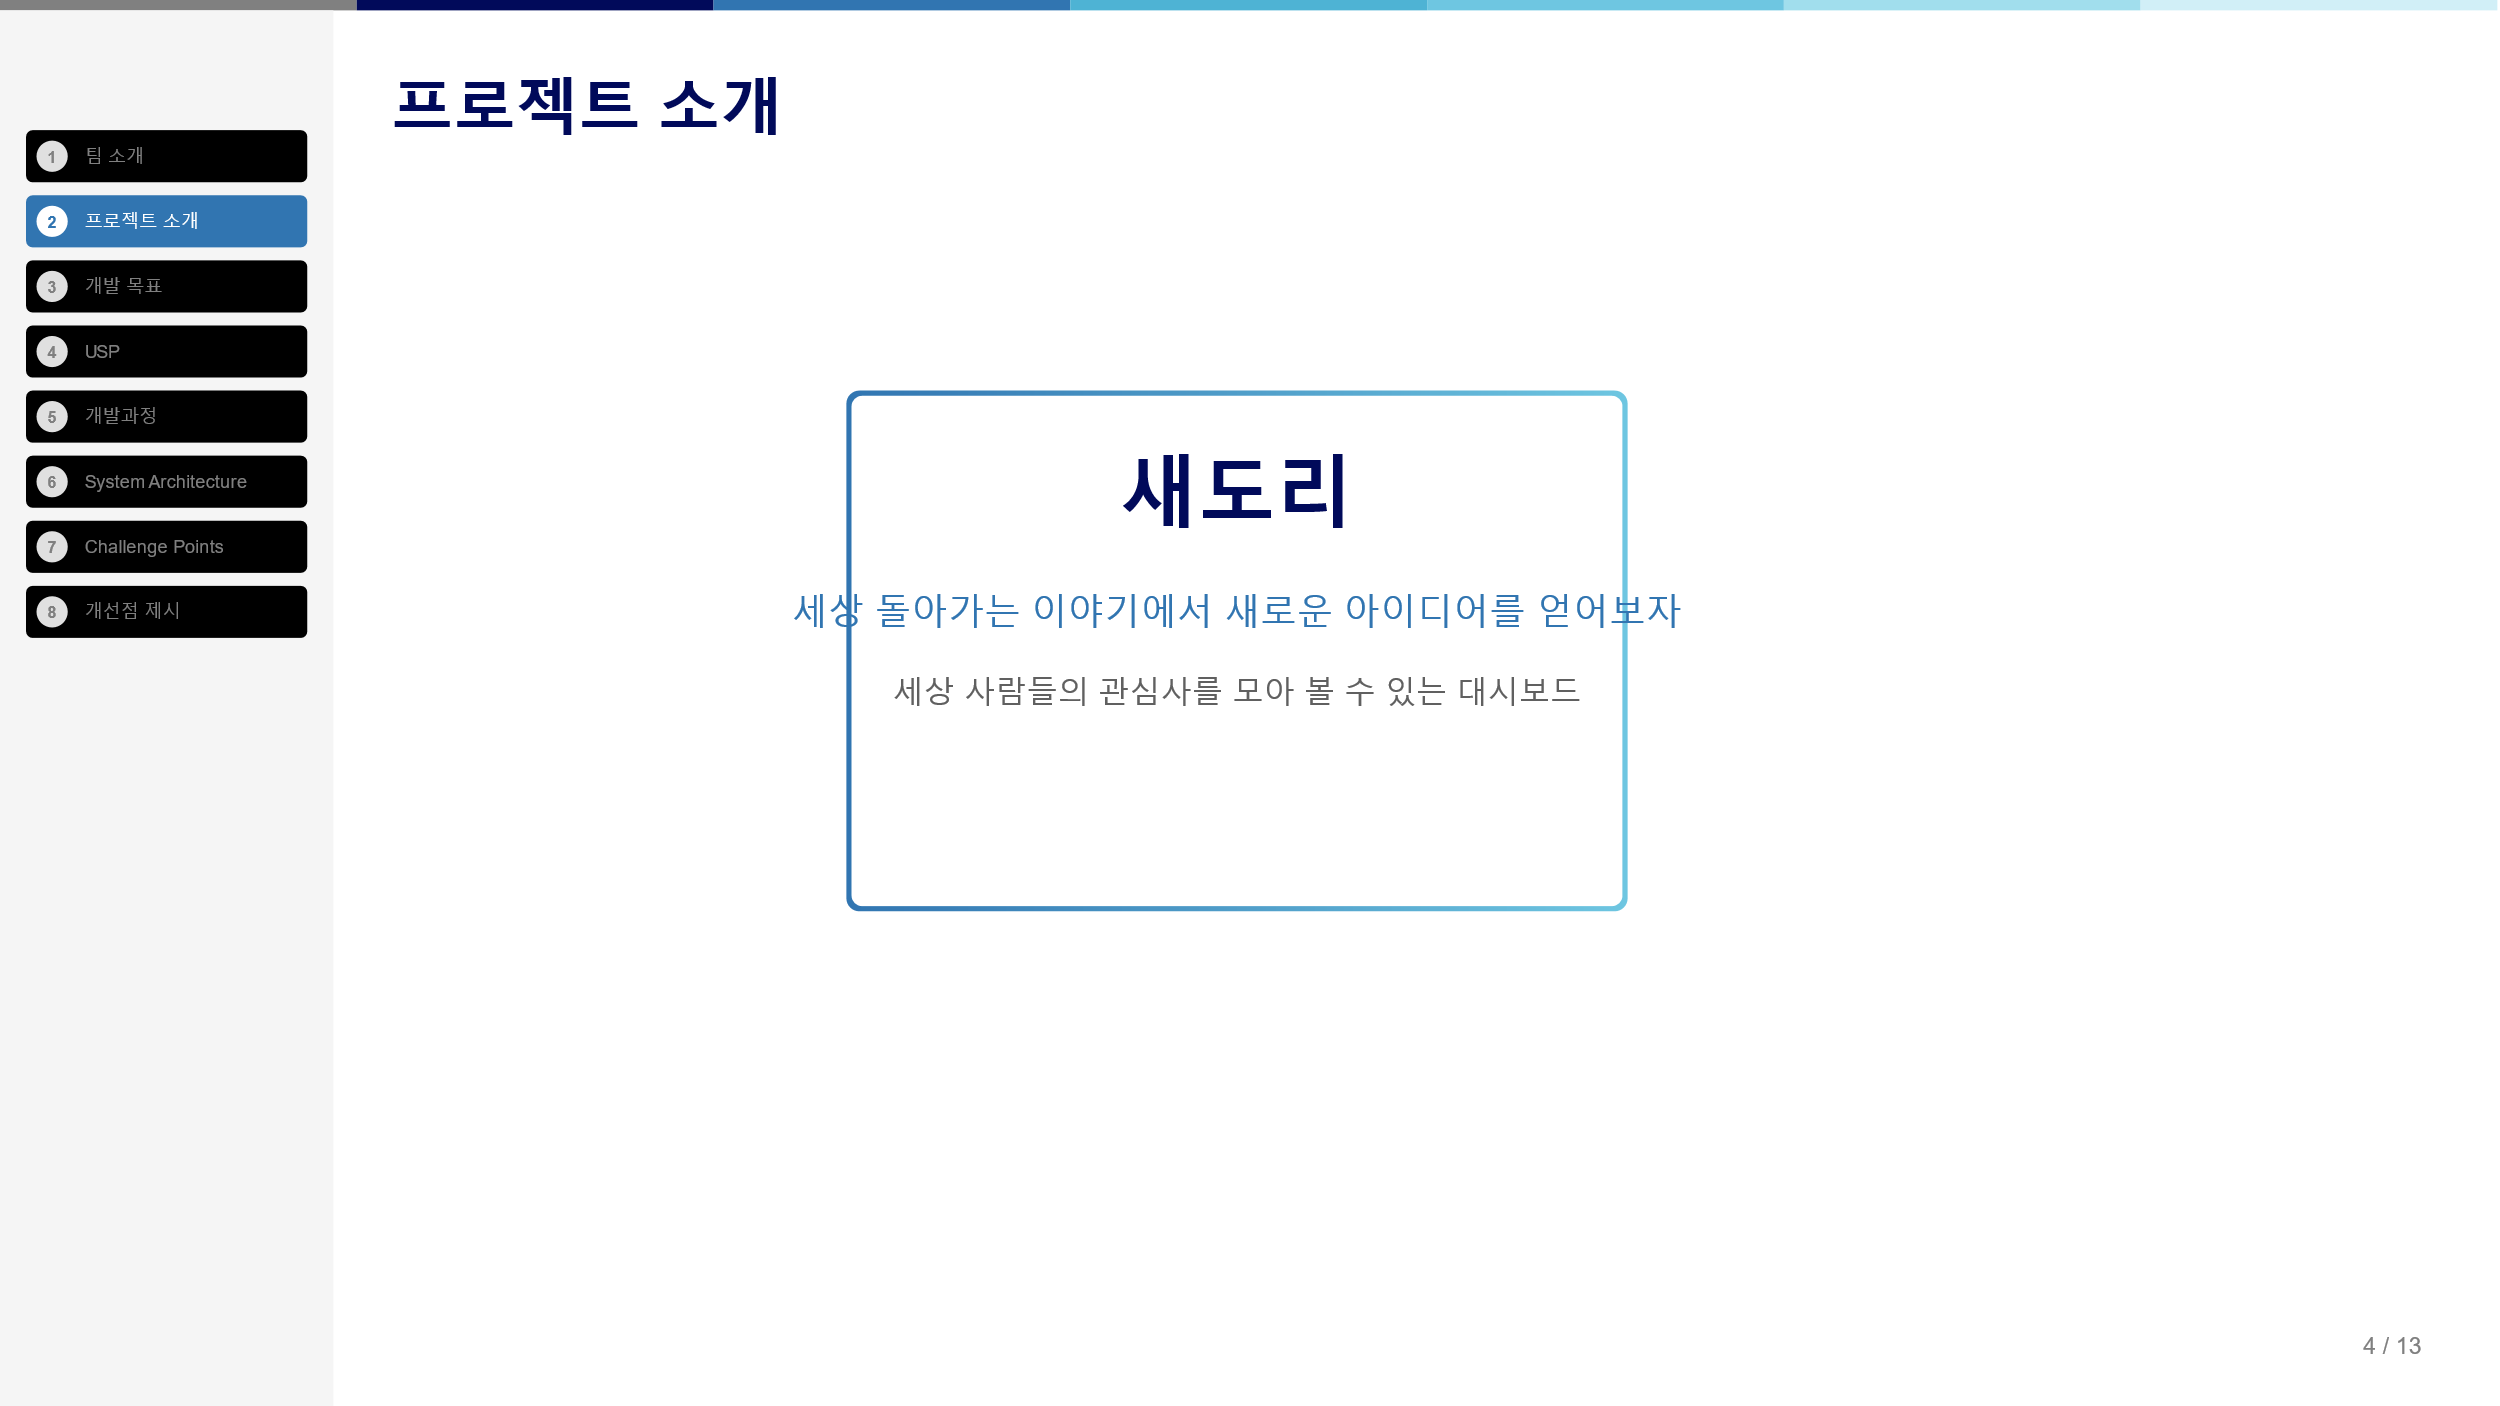 프로젝트 소개
1 팀 소개
2 프로젝트 소개
3 개발 목표
4 USP
5 개발과정
6 System Architecture
7 Challenge Points
8 개선점 제시
새도리
세상 돌아가는 이야기에서 새로운 아이디어를 얻어보자
세상 사람들의 관심사를 모아 볼 수 있는 대시보드
4 / 13